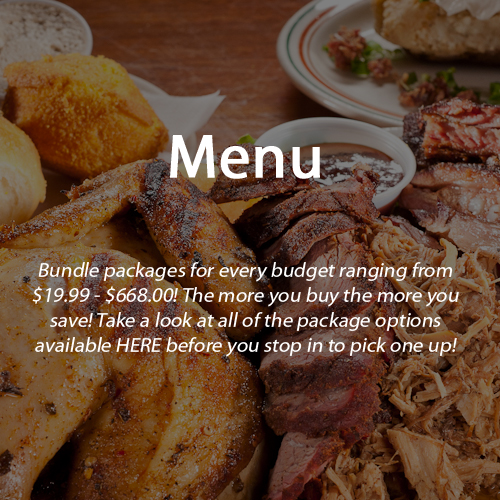 Menu
Bundle packages for every budget ranging from
$19.99 - $668.00! The more you buy the more you
save! Take a look at all of the package options
available HERE before you stop in to pick one up!